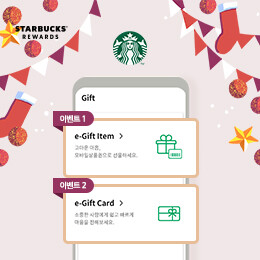 STARBUCKS®
REWARDS
Gift
이벤트 1
e-Gift Item >
고마운 마음,
모바일상품권으로 선물하세요.
이벤트 2
e-Gift Card >
소중한 사람에게 쉽고 빠르게
마음을 전해보세요.